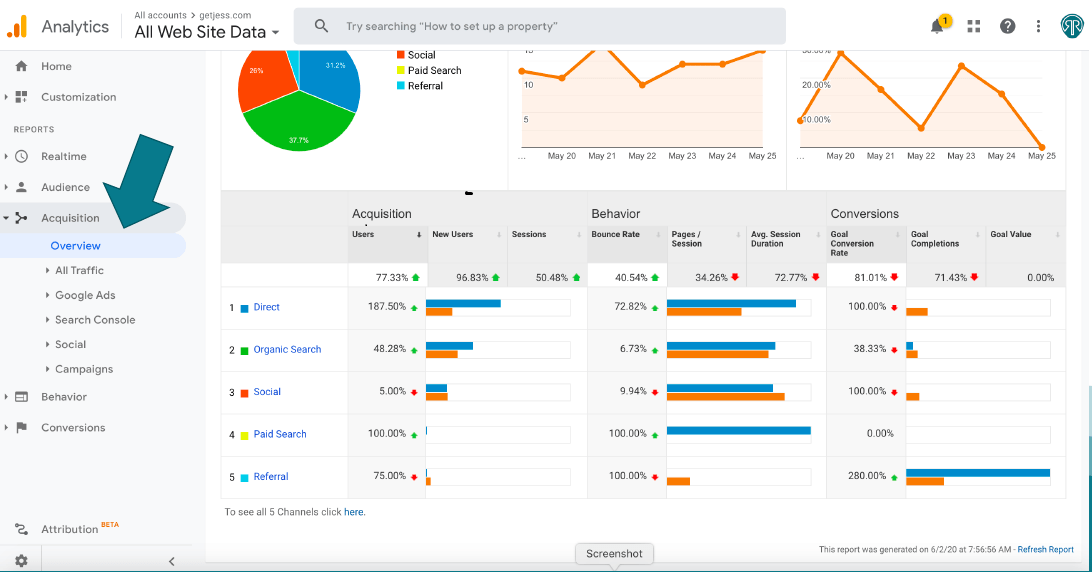 Analytics
All accounts > getjess.com
All Web Site Data
Try searching "How to set up a property"
1
Home
Customization
REPORTS
Realtime
Audience
Acquisition
Overview
All Traffic
Google Ads
Search Console
Social
Campaigns
Behavior
Conversions
Attribution BETA
31.2%
26%
37.7%
Social
Paid Search
Referral
15
10
5
... May 20 May 21 May 22 May 23 May 24 May 25
30.00%
20.00%
10.00%
... May 20 May 21 May 22 May 23 May 24 May 25
Acquisition Behavior Conversions
Users New Users Sessions Bounce Rate Pages / Session Avg. Session Duration Goal Conversion Rate Goal Completions Goal Value
77.33% 96.83% 50.48% 40.54% 34.26% 72.77% 81.01% 71.43% 0.00%
1 Direct 187.50% 72.82% 100.00%
2 Organic Search 48.28% 6.73% 38.33%
3 Social 5.00% 9.94% 100.00%
4 Paid Search 100.00% 100.00% 0.00%
5 Referral 75.00% 100.00% 280.00%
To see all 5 Channels click here.
Screenshot
This report was generated on 6/2/20 at 7:56:56 AM - Refresh Report